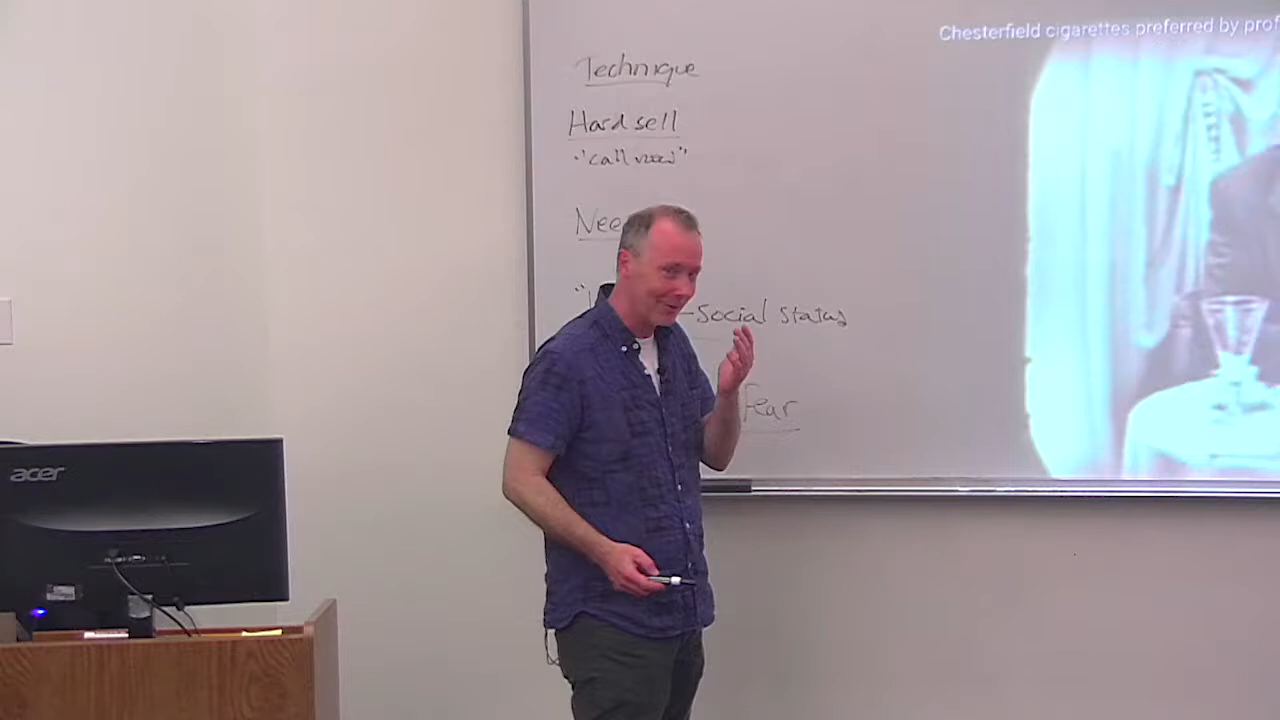 Chesterfield cigarettes preferred by prof
Technique
Hard sell
"call now"
Nee
-Social status
Fear
acer